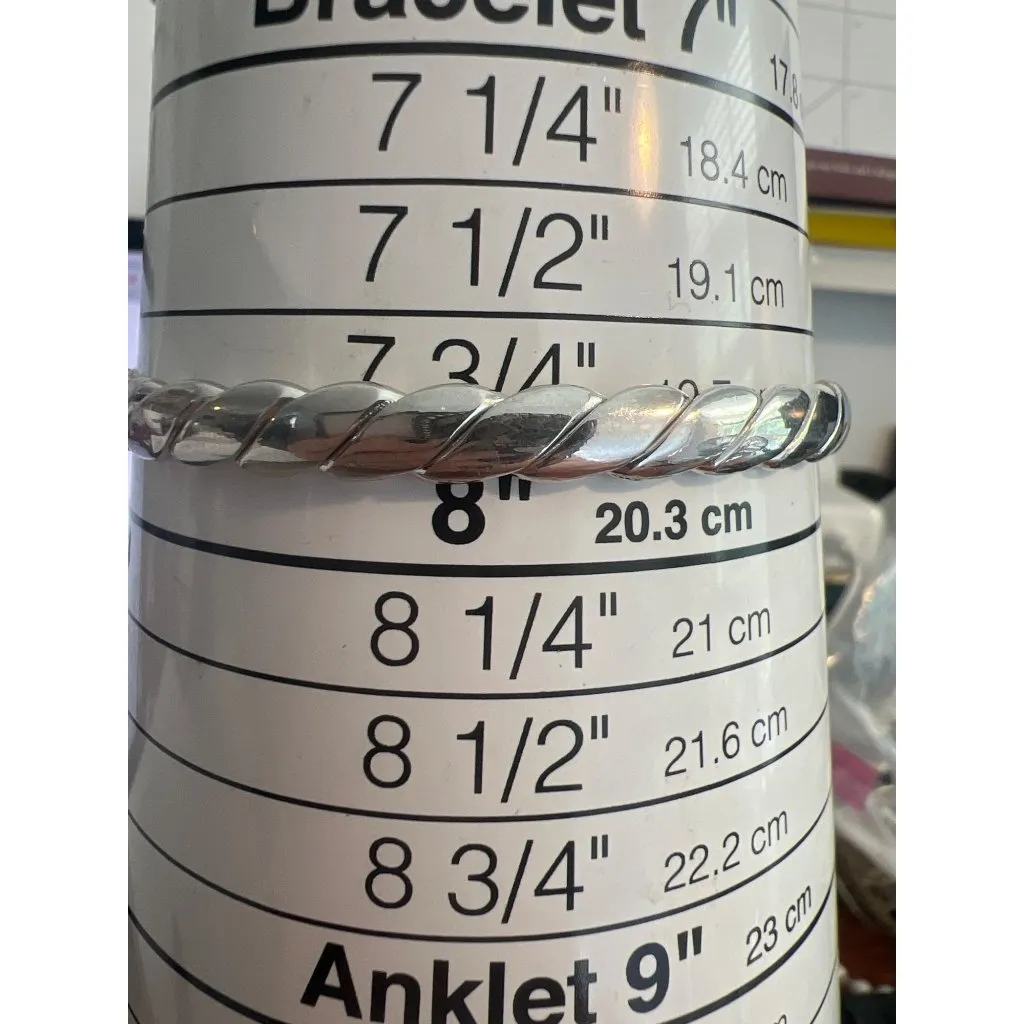 Bracelet 7"
17.8
7 1/4" 18.4 cm
7 1/2" 19.1 cm
7 3/4"
8" 20.3 cm
8 1/4" 21 cm
8 1/2" 21.6 cm
8 3/4" 22.2 cm
Anklet 9" 23 cm